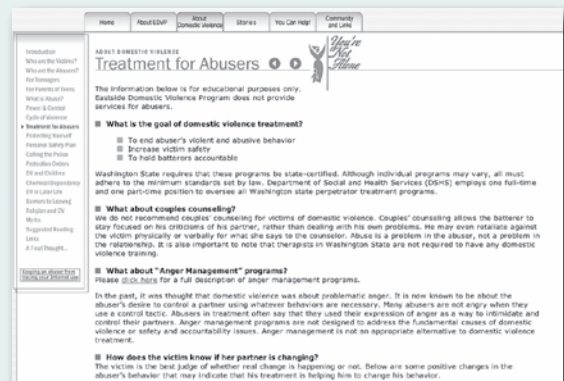 Home
About EDVP
About
Domestic Violence
Stories
You Can Help!
Community
and Links
You're
Not
Alone
Introduction
Who are the Victims?
Who are the Abusers?
For Teenagers
For Parents of Teens
What is Abuse?
Power & Control
Cycle of Violence
Treatment for Abusers
Protecting Yourself
Personal Safety Plan
Calling the Police
Protection Orders
DV and Children
Chemical Dependency
DV in Later Life
Barriers to Leaving
Religion and DV
Myths
Suggested Reading
Links
A Final Thought...
Keeping an abuser from
tracing your Internet use
ABOUT DOMESTIC VIOLENCE
Treatment for Abusers
The information below is for educational purposes only.
Eastside Domestic Violence Program does not provide
services for abusers.
What is the goal of domestic violence treatment?
To end abuser's violent and abusive behavior
Increase victim safety
To hold batterers accountable
Washington State requires that these programs be state-certified. Although individual programs may vary, all must
adhere to the minimum standards set by law. Department of Social and Health Services (DSHS) employs one full-time
and one part-time position to oversee all Washington state perpetrator treatment programs.
What about couples counseling?
We do not recommend couples' counseling for victims of domestic violence. Couples' counseling allows the batterer to
stay focused on his criticisms of his partner, rather than dealing with his own problems. He may even retaliate against
the victim physically or verbally for what she says to the counselor. Abuse is a problem in the abuser, not a problem in
the relationship. It is also important to note that therapists in Washington State are not required to have any domestic
violence training.
What about "Anger Management" programs?
Please click here for a full description of anger management programs.
In the past, it was thought that domestic violence was about problematic anger. It is now known to be about the
abuser's desire to control a partner using whatever behaviors are necessary. Many abusers are not angry when they
use a control tactic. Abusers in treatment often say that they used their expression of anger as a way to intimidate and
control their partners. Anger management programs are not designed to address the fundamental causes of domestic
violence or safety and accountability issues. Anger management is not an appropriate alternative to domestic violence
treatment.
How does the victim know if her partner is changing?
The victim is the best judge of whether real change is happening or not. Below are some positive changes in the
abuser's behavior that may indicate that his treatment is helping him to change his behavior.